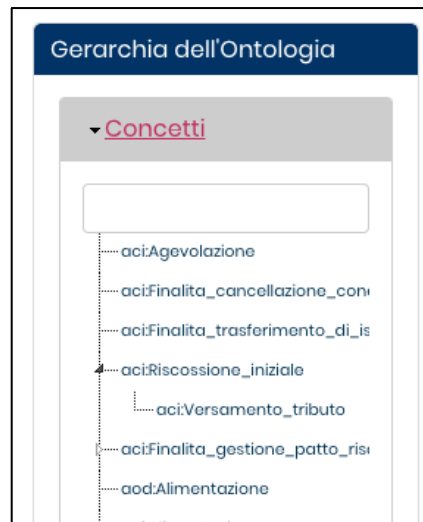 Gerarchia dell'Ontologia
Concetti
aci:Agevolazione
aci:Finalita_cancellazione_con
aci:Finalita_trasferimento_di_is
aci:Riscossione_iniziale
aci:Versamento_tributo
aci:Finalita_gestione_patto_ris
aod:Alimentazione